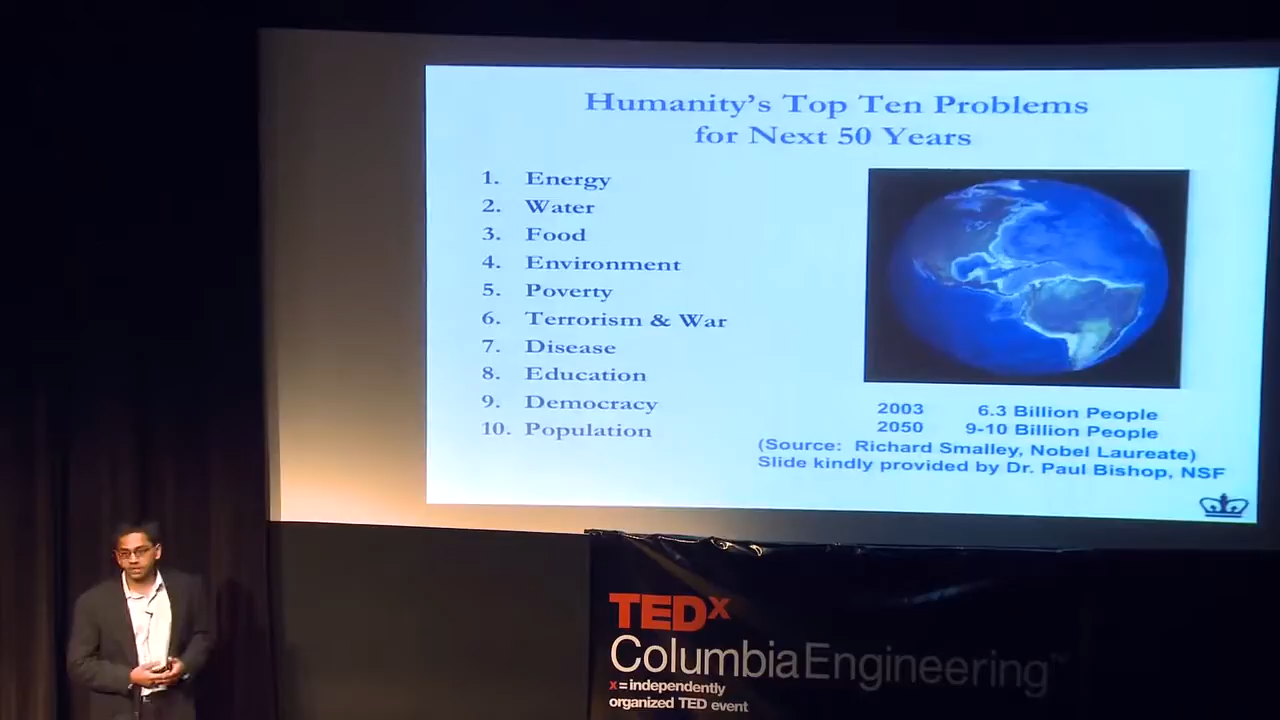 Humanity's Top Ten Problems
for Next 50 Years
1. Energy
2. Water
3. Food
4. Environment
5. Poverty
6. Terrorism & War
7. Disease
8. Education
9. Democracy
10. Population
2003 6.3 Billion People
2050 9-10 Billion People
(Source: Richard Smalley, Nobel Laureate)
Slide kindly provided by Dr. Paul Bishop, NSF
TEDx
ColumbiaEngineering™
x=independently
organized TED event